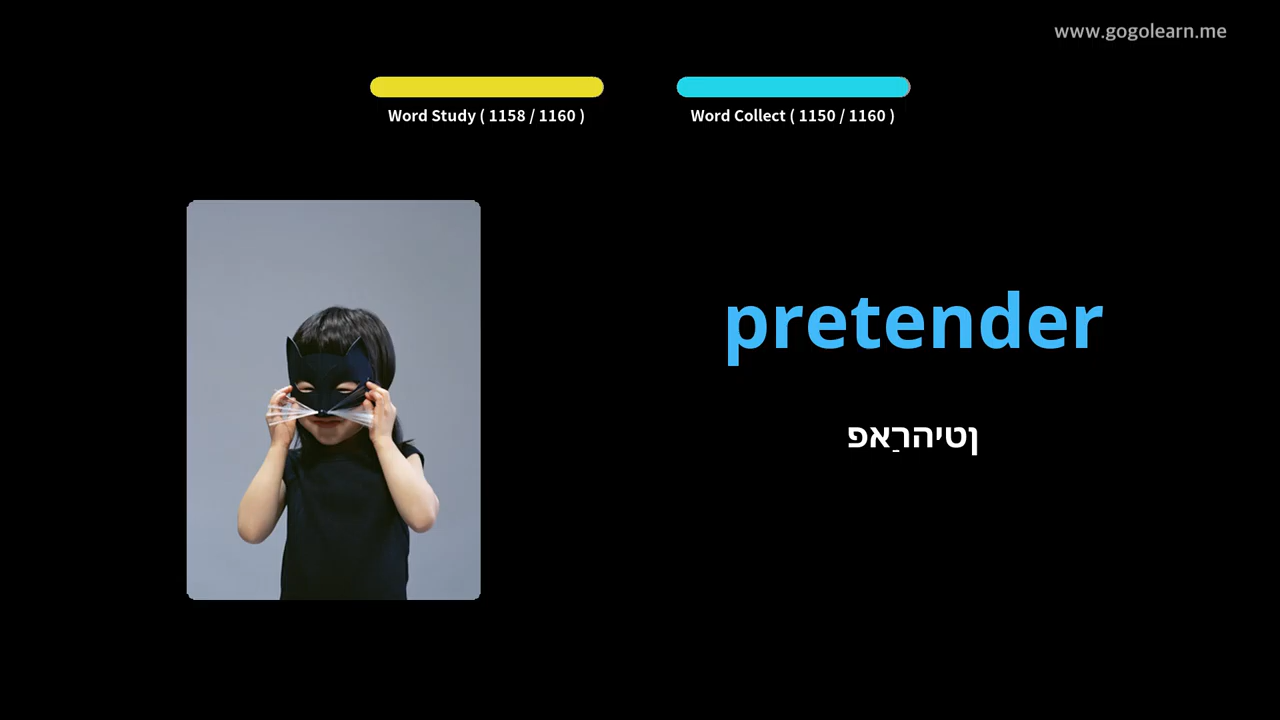 www.gogolearn.me
Word Study ( 1158 / 1160 )
Word Collect ( 1150 / 1160 )
pretender
ןטיהרַאפ